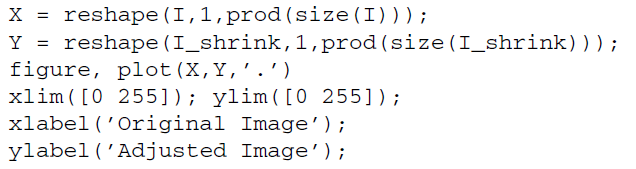 X = reshape(I,1,prod(size(I)));
Y = reshape(I_shrink,1,prod(size(I_shrink)));
figure, plot(X,Y,’.’)
xlim([0 255]); ylim([0 255]);
xlabel(’Original Image’);
ylabel(’Adjusted Image’);